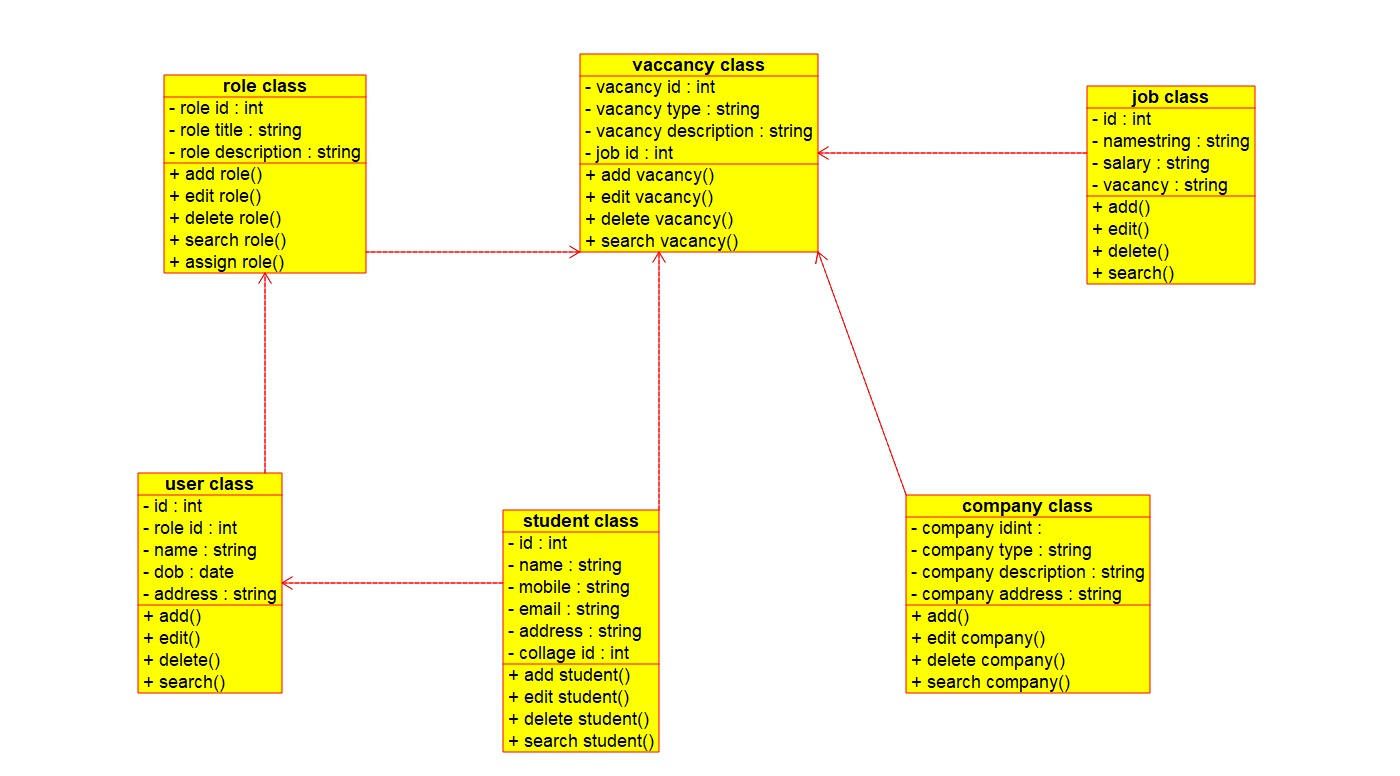 role class
- role id : int
- role title : string
- role description : string
+ add role()
+ edit role()
+ delete role()
+ search role()
+ assign role()
vaccancy class
- vacancy id : int
- vacancy type : string
- vacancy description : string
- job id : int
+ add vacancy()
+ edit vacancy()
+ delete vacancy()
+ search vacancy()
job class
- id : int
- namestring : string
- salary : string
- vacancy : string
+ add()
+ edit()
+ delete()
+ search()
user class
- id : int
- role id : int
- name : string
- dob : date
- address : string
+ add()
+ edit()
+ delete()
+ search()
student class
- id : int
- name : string
- mobile : string
- email : string
- address : string
- collage id : int
+ add student()
+ edit student()
+ delete student()
+ search student()
company class
- company idint :
- company type : string
- company description : string
- company address : string
+ add()
+ edit company()
+ delete company()
+ search company()